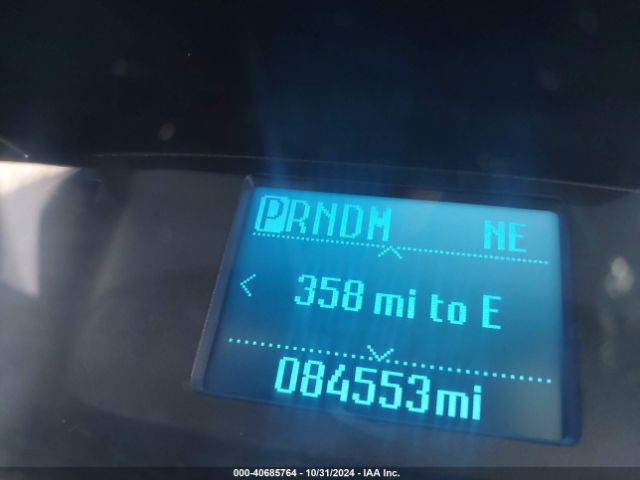 PRNDM NE
358 mi to E
084553mi
000-40685764 - 10/31/2024 - IAA Inc.